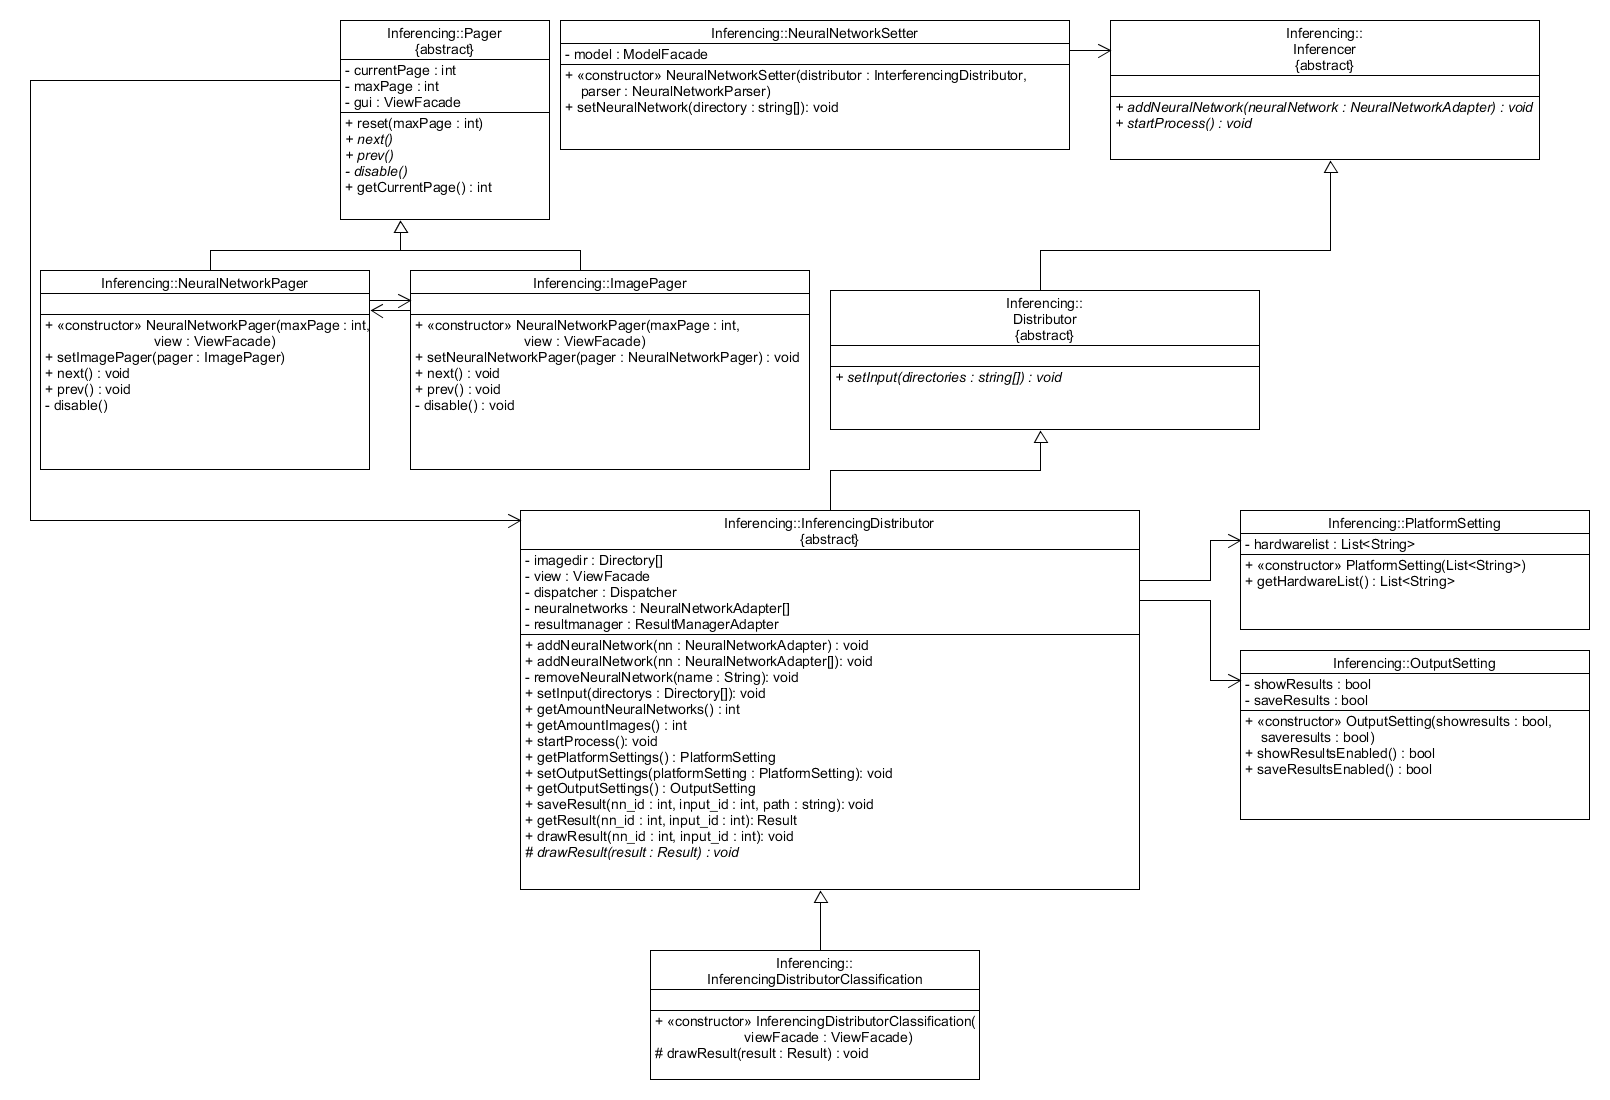 Inferencing::Pager
{abstract}
- currentPage : int
- maxPage : int
- gui : ViewFacade
+ reset(maxPage : int)
+ next()
+ prev()
- disable()
+ getCurrentPage() : int
Inferencing::NeuralNetworkSetter
- model : ModelFacade
+ «constructor» NeuralNetworkSetter(distributor : InterferencingDistributor,
parser : NeuralNetworkParser)
+ setNeuralNetwork(directory : string[]): void
Inferencing::
Inferencer
{abstract}
+ addNeuralNetwork(neuralNetwork : NeuralNetworkAdapter) : void
+ startProcess() : void
Inferencing::NeuralNetworkPager
+ «constructor» NeuralNetworkPager(maxPage : int,
view : ViewFacade)
+ setImagePager(pager : ImagePager)
+ next() : void
+ prev() : void
- disable()
Inferencing::ImagePager
+ «constructor» NeuralNetworkPager(maxPage : int,
view : ViewFacade)
+ setNeuralNetworkPager(pager : NeuralNetworkPager) : void
+ next() : void
+ prev() : void
- disable() : void
Inferencing::
Distributor
{abstract}
+ setInput(directories : string[]) : void
Inferencing::InferencingDistributor
{abstract}
- imagedir : Directory[]
- view : ViewFacade
- dispatcher : Dispatcher
- neuralnetworks : NeuralNetworkAdapter[]
- resultmanager : ResultManagerAdapter
+ addNeuralNetwork(nn : NeuralNetworkAdapter) : void
+ addNeuralNetwork(nn : NeuralNetworkAdapter[]): void
- removeNeuralNetwork(name : String): void
+ setInput(directorys : Directory[]): void
+ getAmountNeuralNetworks() : int
+ getAmountImages() : int
+ startProcess(): void
+ getPlatformSettings() : PlatformSetting
+ setOutputSettings(platformSetting : PlatformSetting): void
+ getOutputSettings() : OutputSetting
+ saveResult(nn_id : int, input_id : int, path : string): void
+ getResult(nn_id : int, input_id : int): Result
+ drawResult(nn_id : int, input_id : int): void
# drawResult(result : Result) : void
Inferencing::PlatformSetting
- hardwarelist : List<String>
+ «constructor» PlatformSetting(List<String>)
+ getHardwareList() : List<String>
Inferencing::OutputSetting
- showResults : bool
- saveResults : bool
+ «constructor» OutputSetting(showresults : bool,
saveresults : bool)
+ showResultsEnabled() : bool
+ saveResultsEnabled() : bool
Inferencing::
InferencingDistributorClassification
+ «constructor» InferencingDistributorClassification(
viewFacade : ViewFacade)
# drawResult(result : Result) : void